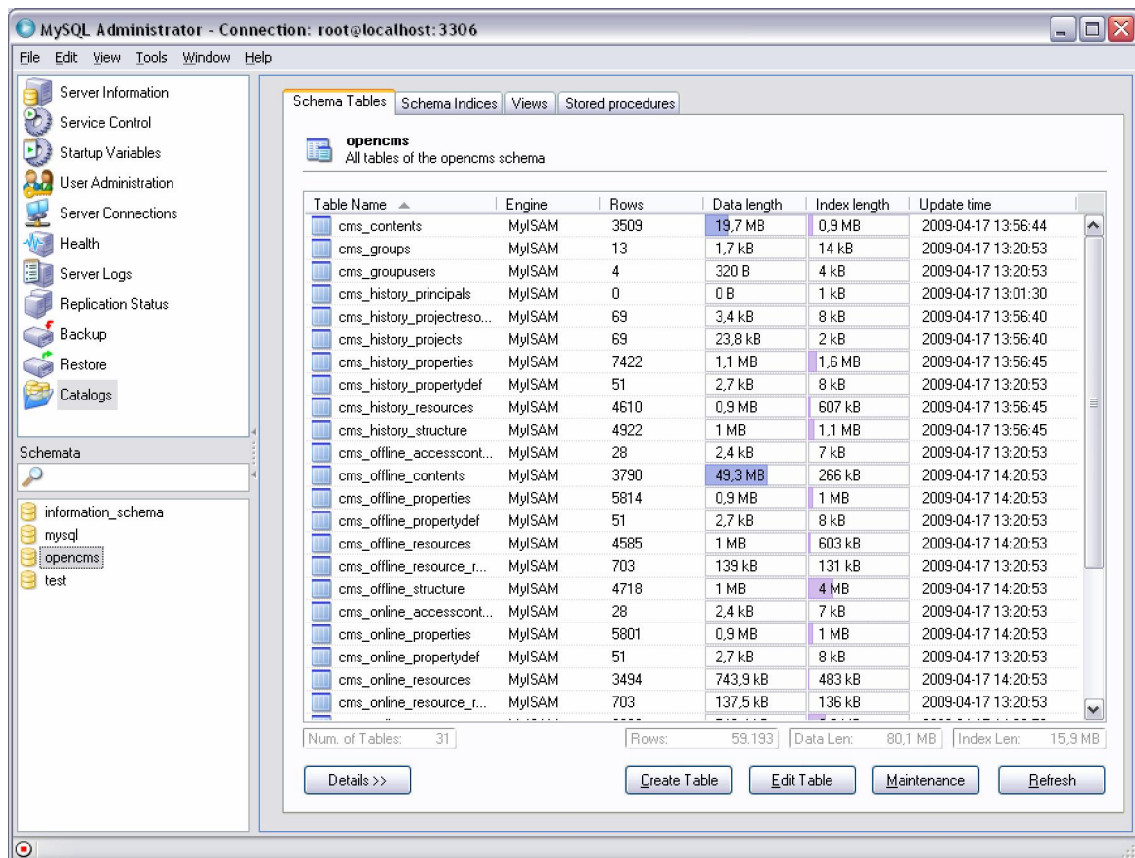 MySQL Administrator - Connection: root@localhost:3306
File Edit View Tools Window Help
Server Information
Service Control
Startup Variables
User Administration
Server Connections
Health
Server Logs
Replication Status
Backup
Restore
Catalogs
Schemata
information_schema
mysql
opencms
test
Schema Tables Schema Indices Views Stored procedures
opencms
All tables of the opencms schema
Table Name Engine Rows Data length Index length Update time
cms_contents MyISAM 3509 19,7 MB 0,9 MB 2009-04-17 13:56:44
cms_groups MyISAM 13 1,7 kB 14 kB 2009-04-17 13:20:53
cms_groupusers MyISAM 4 320 B 4 kB 2009-04-17 13:20:53
cms_history_principals MyISAM 0 0 B 1 kB 2009-04-17 13:01:30
cms_history_projectreso... MyISAM 69 3,4 kB 8 kB 2009-04-17 13:56:40
cms_history_projects MyISAM 69 23,8 kB 2 kB 2009-04-17 13:56:40
cms_history_properties MyISAM 7422 1,1 MB 1,6 MB 2009-04-17 13:56:45
cms_history_propertydef MyISAM 51 2,7 kB 8 kB 2009-04-17 13:20:53
cms_history_resources MyISAM 4610 0,9 MB 607 kB 2009-04-17 13:56:45
cms_history_structure MyISAM 4922 1 MB 1,1 MB 2009-04-17 13:56:45
cms_offline_accesscont... MyISAM 28 2,4 kB 7 kB 2009-04-17 13:20:53
cms_offline_contents MyISAM 3790 49,3 MB 266 kB 2009-04-17 14:20:53
cms_offline_properties MyISAM 5814 0,9 MB 1 MB 2009-04-17 14:20:53
cms_offline_propertydef MyISAM 51 2,7 kB 8 kB 2009-04-17 13:20:53
cms_offline_resources MyISAM 4585 1 MB 603 kB 2009-04-17 14:20:53
cms_offline_resource_r... MyISAM 703 139 kB 131 kB 2009-04-17 14:20:53
cms_offline_structure MyISAM 4718 1 MB 4 MB 2009-04-17 14:20:53
cms_online_accesscont... MyISAM 28 2,4 kB 7 kB 2009-04-17 13:20:53
cms_online_properties MyISAM 5801 0,9 MB 1 MB 2009-04-17 14:20:53
cms_online_propertydef MyISAM 51 2,7 kB 8 kB 2009-04-17 13:20:53
cms_online_resources MyISAM 3494 743,9 kB 483 kB 2009-04-17 14:20:53
cms_online_resource_r... MyISAM 703 137,5 kB 136 kB 2009-04-17 14:20:53
Num. of Tables: 31 Rows: 59.193 Data Len: 80,1 MB Index Len: 15,9 MB
Details >> Create Table Edit Table Maintenance Refresh